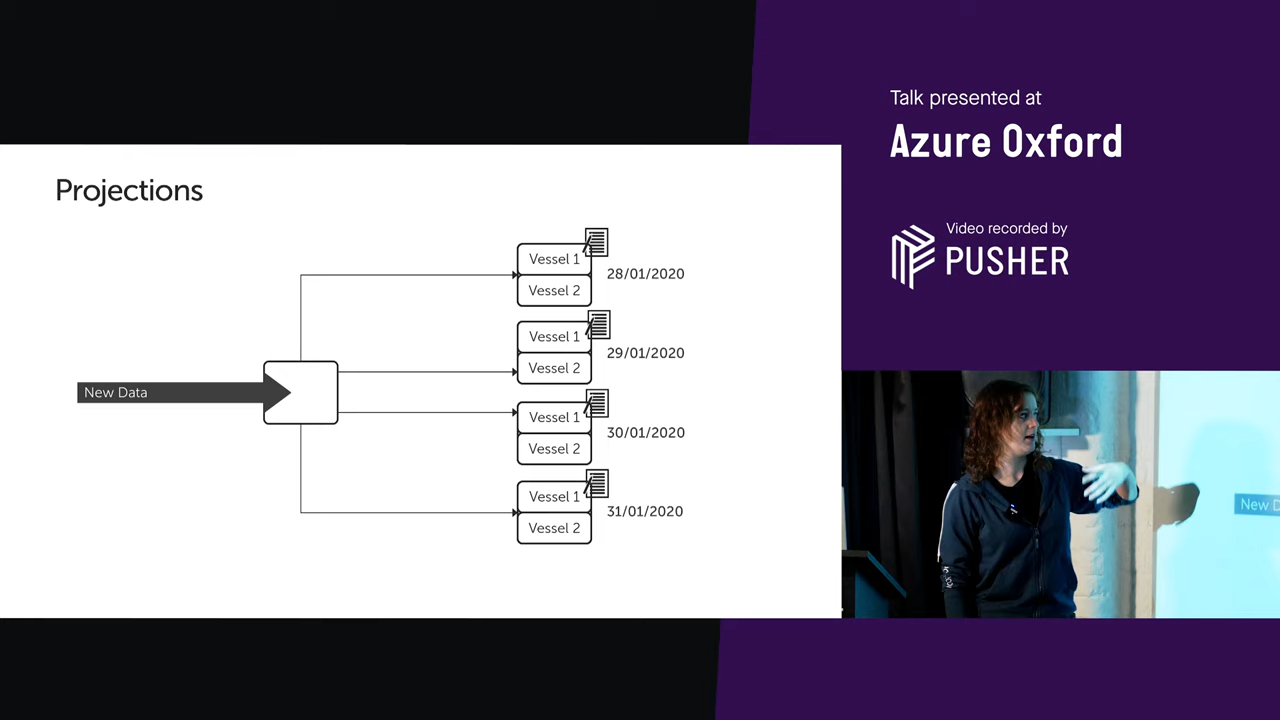 Projections
New Data
Vessel 1
Vessel 2
28/01/2020
Vessel 1
Vessel 2
29/01/2020
Vessel 1
Vessel 2
30/01/2020
Vessel 1
Vessel 2
31/01/2020
Talk presented at
Azure Oxford
Video recorded by
PUSHER
New D